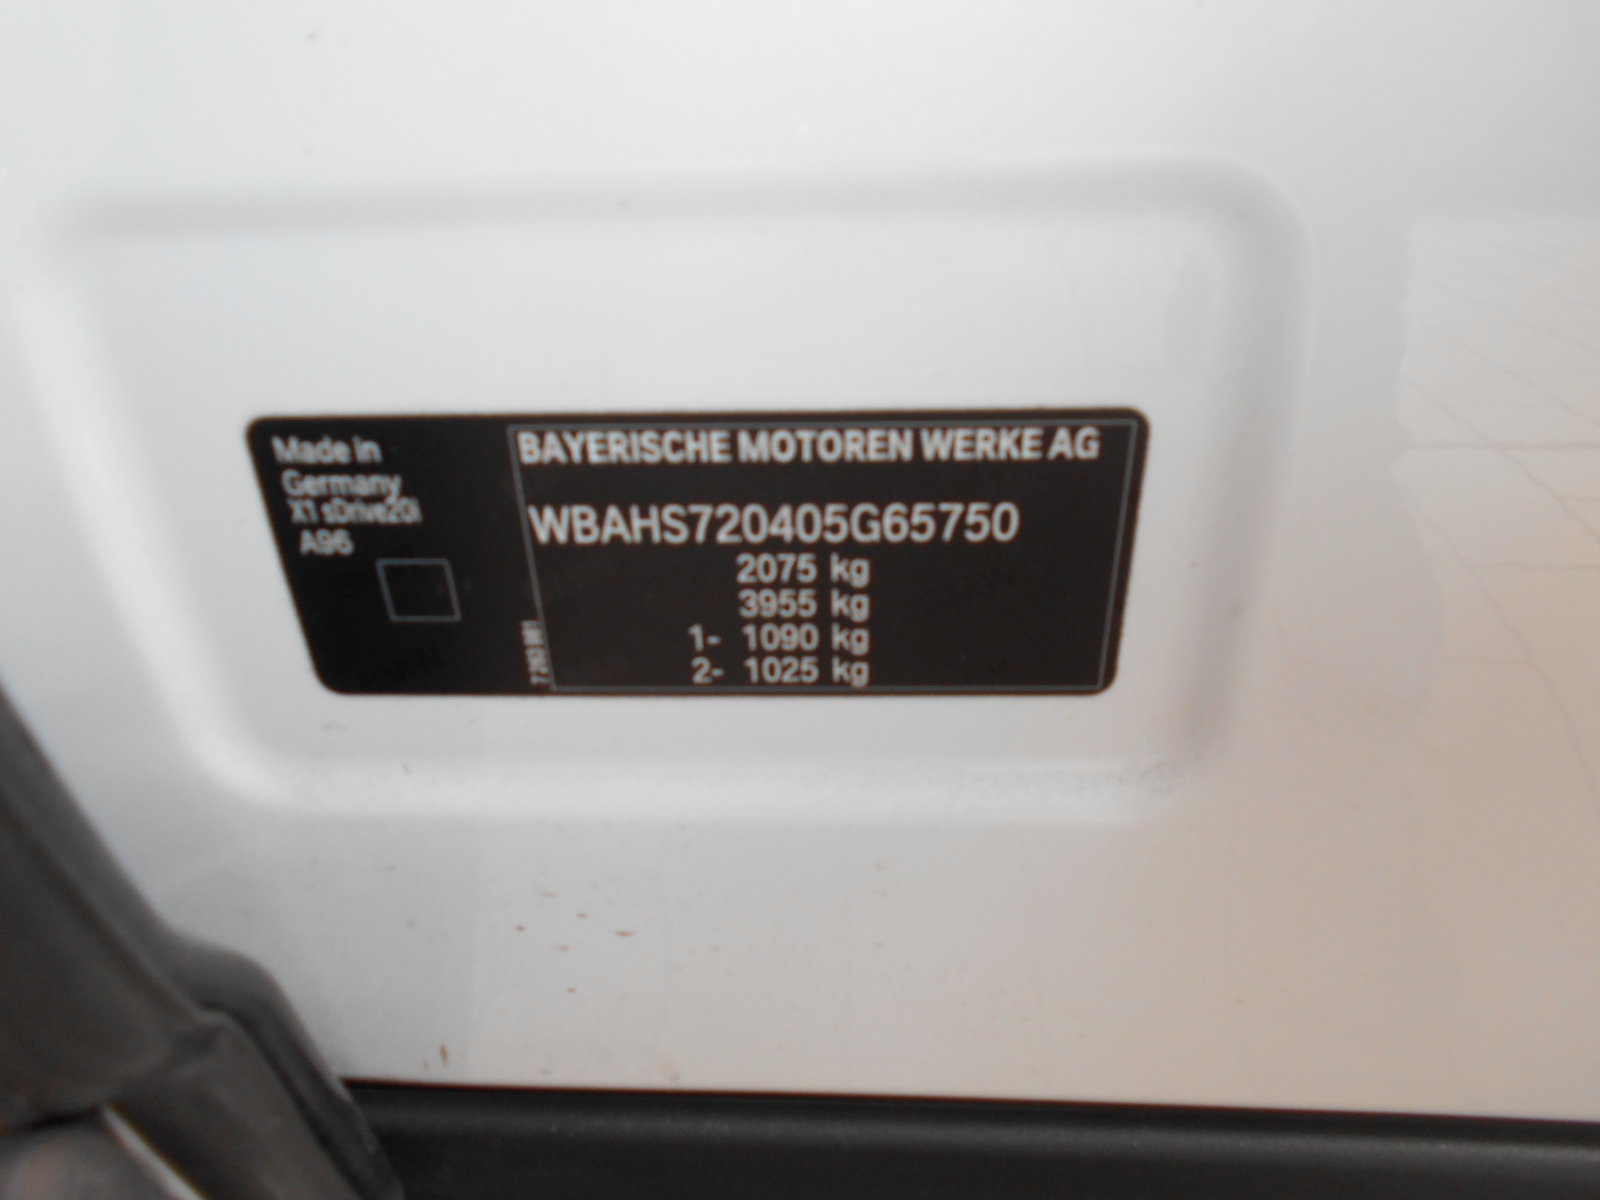 Made in
Germany
X1 sDrive20i
A96
BAYERISCHE MOTOREN WERKE AG
WBAHS720405G65750
2075 kg
3955 kg
1- 1090 kg
2- 1025 kg